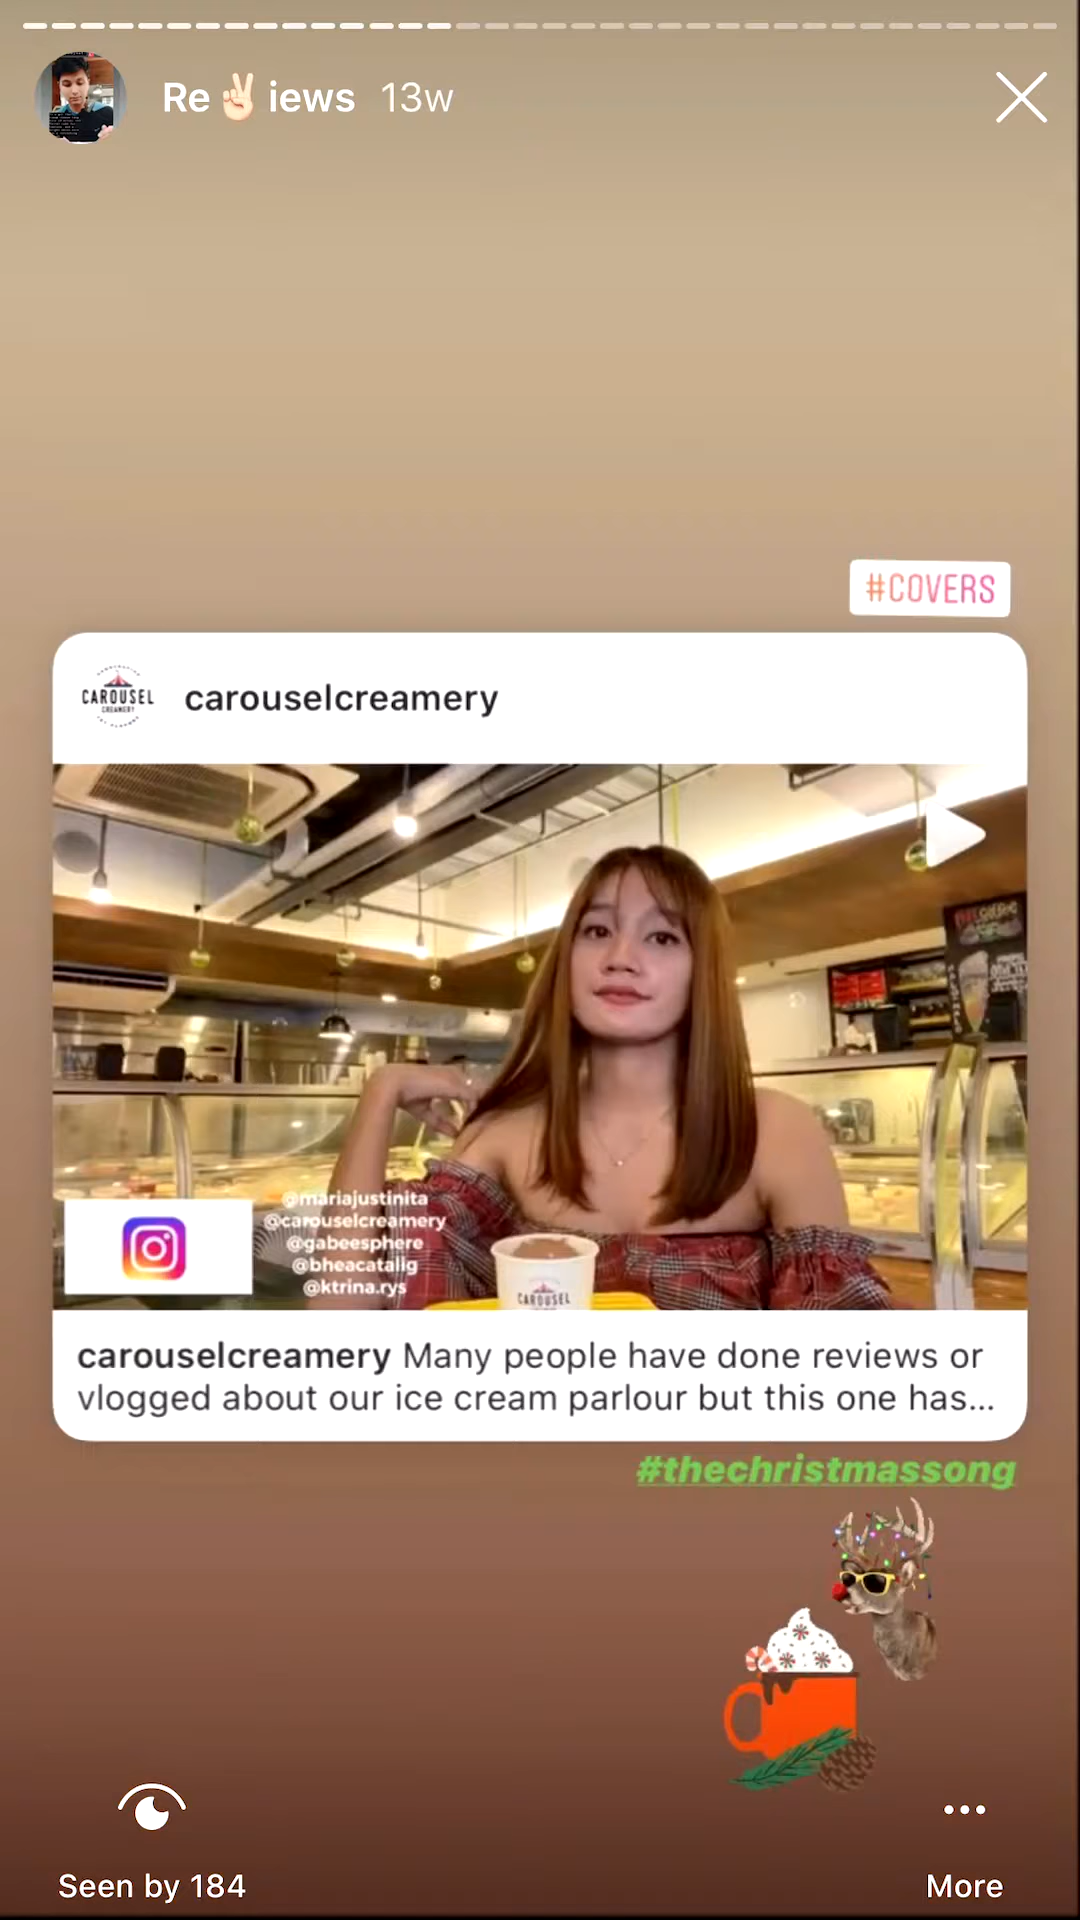 Re✌🏻iews 13w
#COVERS
CAROUSEL
CREAMERY
carouselcreamery
@mariajustinita
@carouselcreamery
@gabeesphere
@bheacatalig
@ktrina.rys
CAROUSEL
carouselcreamery Many people have done reviews or
vlogged about our ice cream parlour but this one has...
#thechristmassong
Seen by 184
More